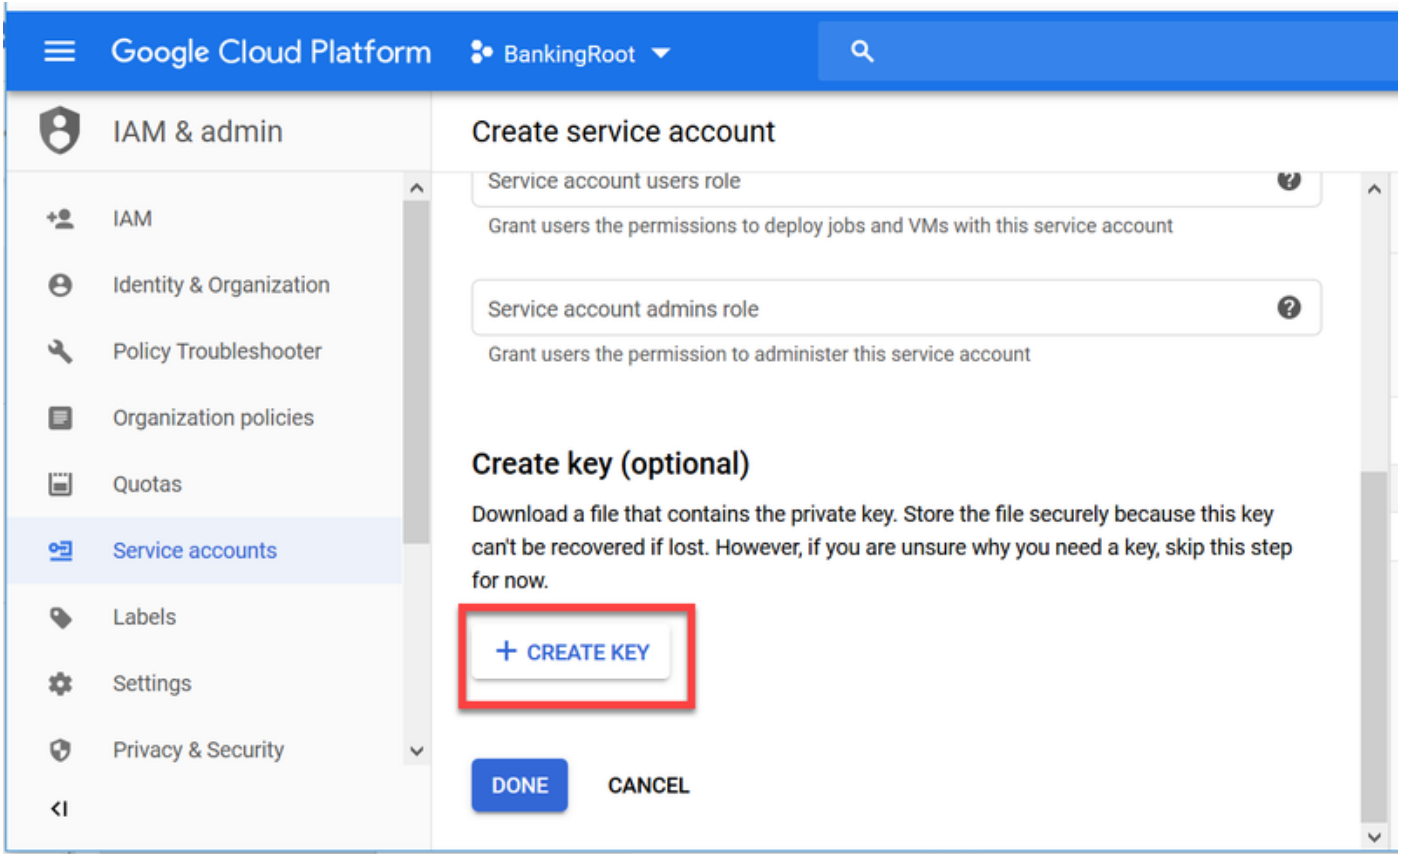 Google Cloud Platform
BankingRoot
IAM & admin
Create service account
IAM
Identity & Organization
Policy Troubleshooter
Organization policies
Quotas
Service accounts
Labels
Settings
Privacy & Security
Service account users role
Grant users the permissions to deploy jobs and VMs with this service account
Service account admins role
Grant users the permission to administer this service account
Create key (optional)
Download a file that contains the private key. Store the file securely because this key
can't be recovered if lost. However, if you are unsure why you need a key, skip this step
for now.
+ CREATE KEY
DONE
CANCEL